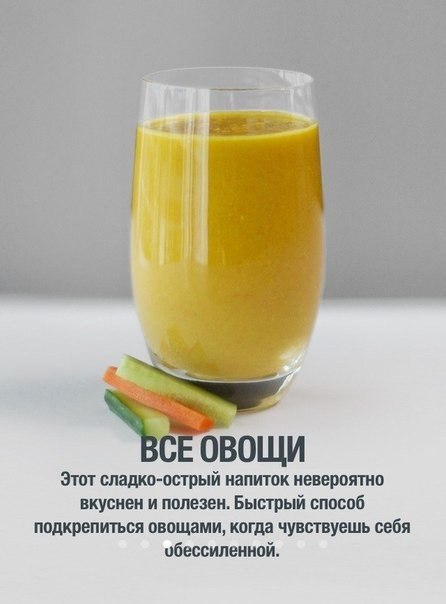 ВСЕ ОВОЩИ
Этот сладко-острый напиток невероятно
вкуснен и полезен. Быстрый способ
подкрепиться овощами, когда чувствуешь себя
обессиленной.